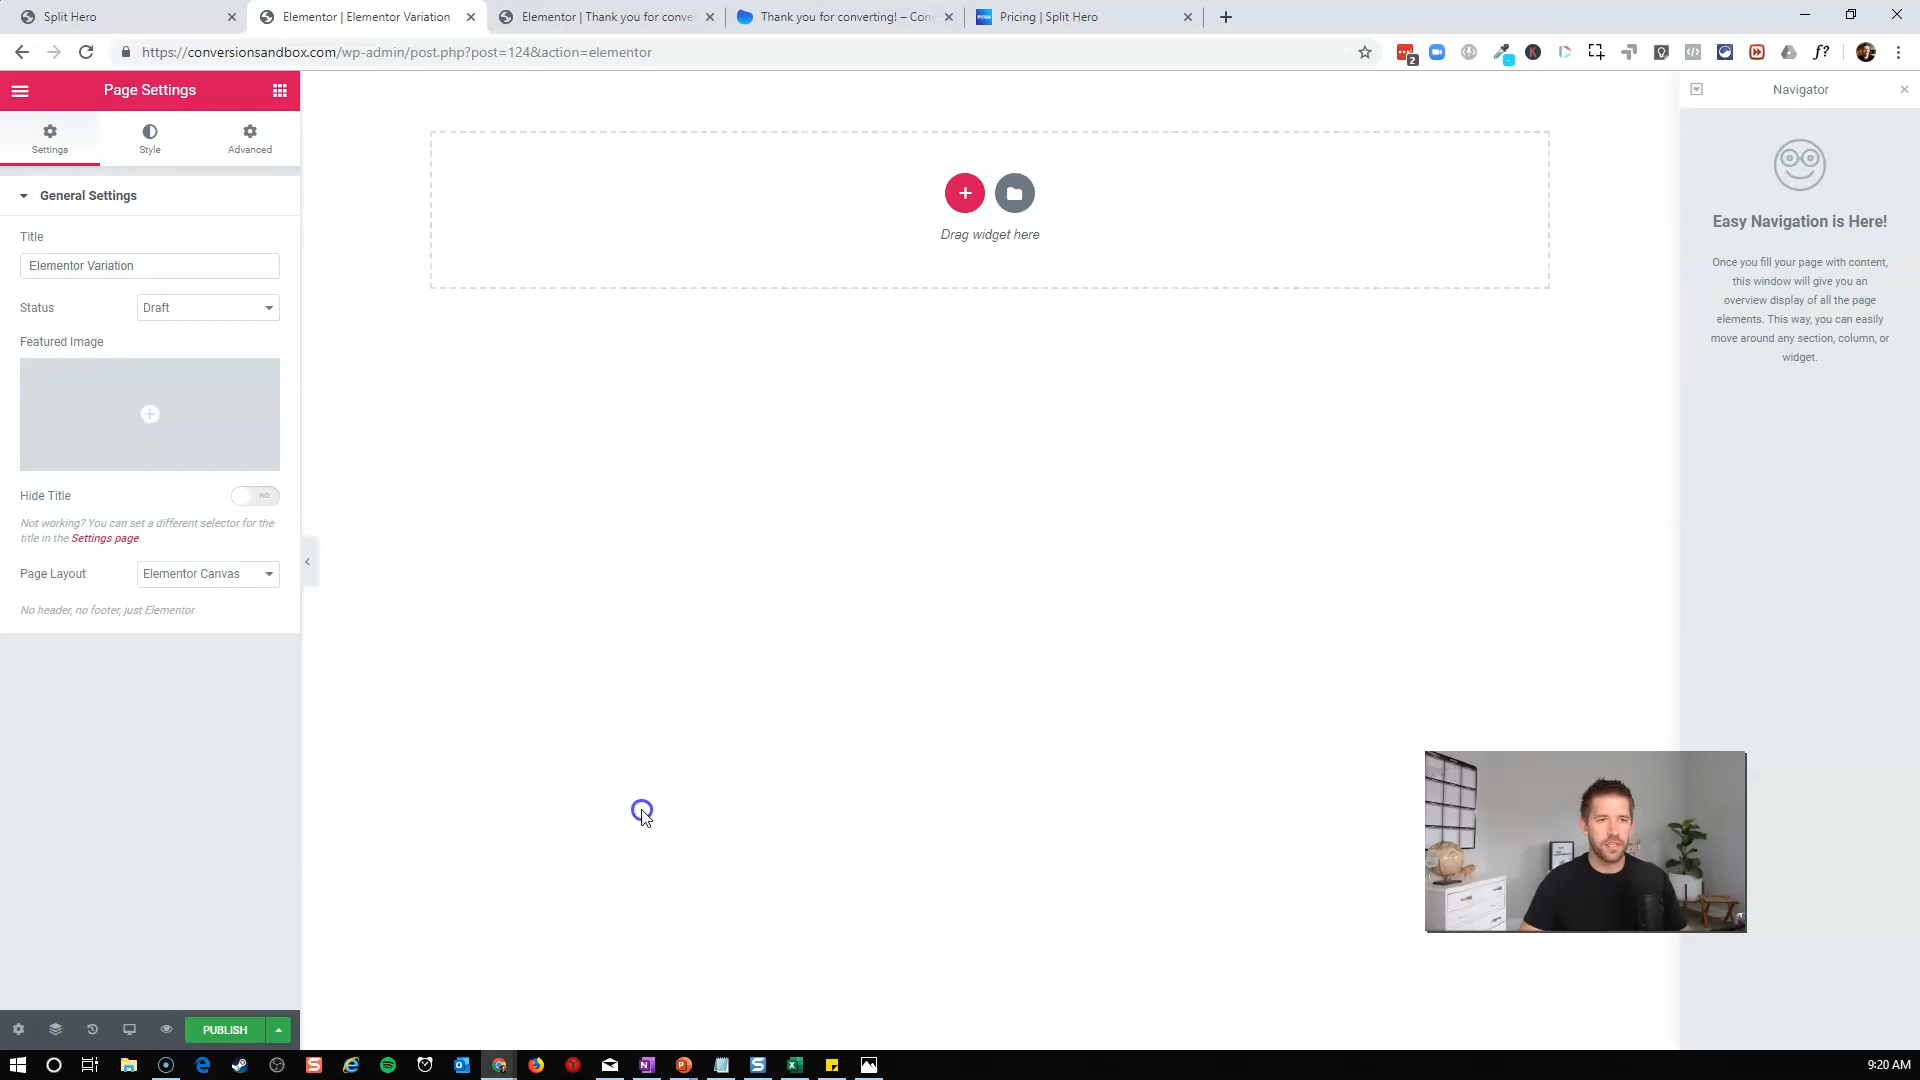 Split Hero
Elementor | Elementor Variation
Elementor | Thank you for conve
Thank you for converting! – Con
Pricing | Split Hero
https://conversionsandbox.com/wp-admin/post.php?post=124&action=elementor
2
K
f?
Page Settings
Settings
Style
Advanced
General Settings
Title
Elementor Variation
Status
Draft
Featured Image
Hide Title
NO
Not working? You can set a different selector for the
title in the Settings page.
Page Layout
Elementor Canvas
No header, no footer, just Elementor
PUBLISH
Drag widget here
Navigator
Easy Navigation is Here!
Once you fill your page with content,
this window will give you an
overview display of all the page
elements. This way, you can easily
move around any section, column, or
widget.
9:20 AM